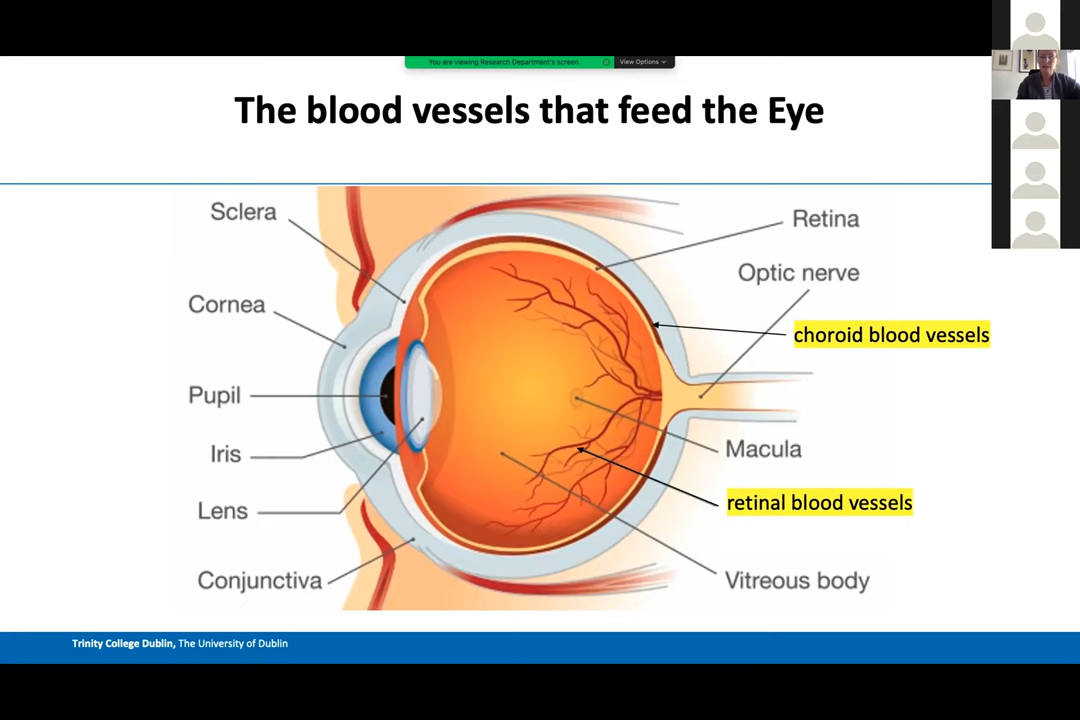 You are viewing Research Department's screen
View Options
The blood vessels that feed the Eye
Sclera
Retina
Optic nerve
Cornea
choroid blood vessels
Pupil
Macula
Iris
retinal blood vessels
Lens
Conjunctiva
Vitreous body
Trinity College Dublin, The University of Dublin